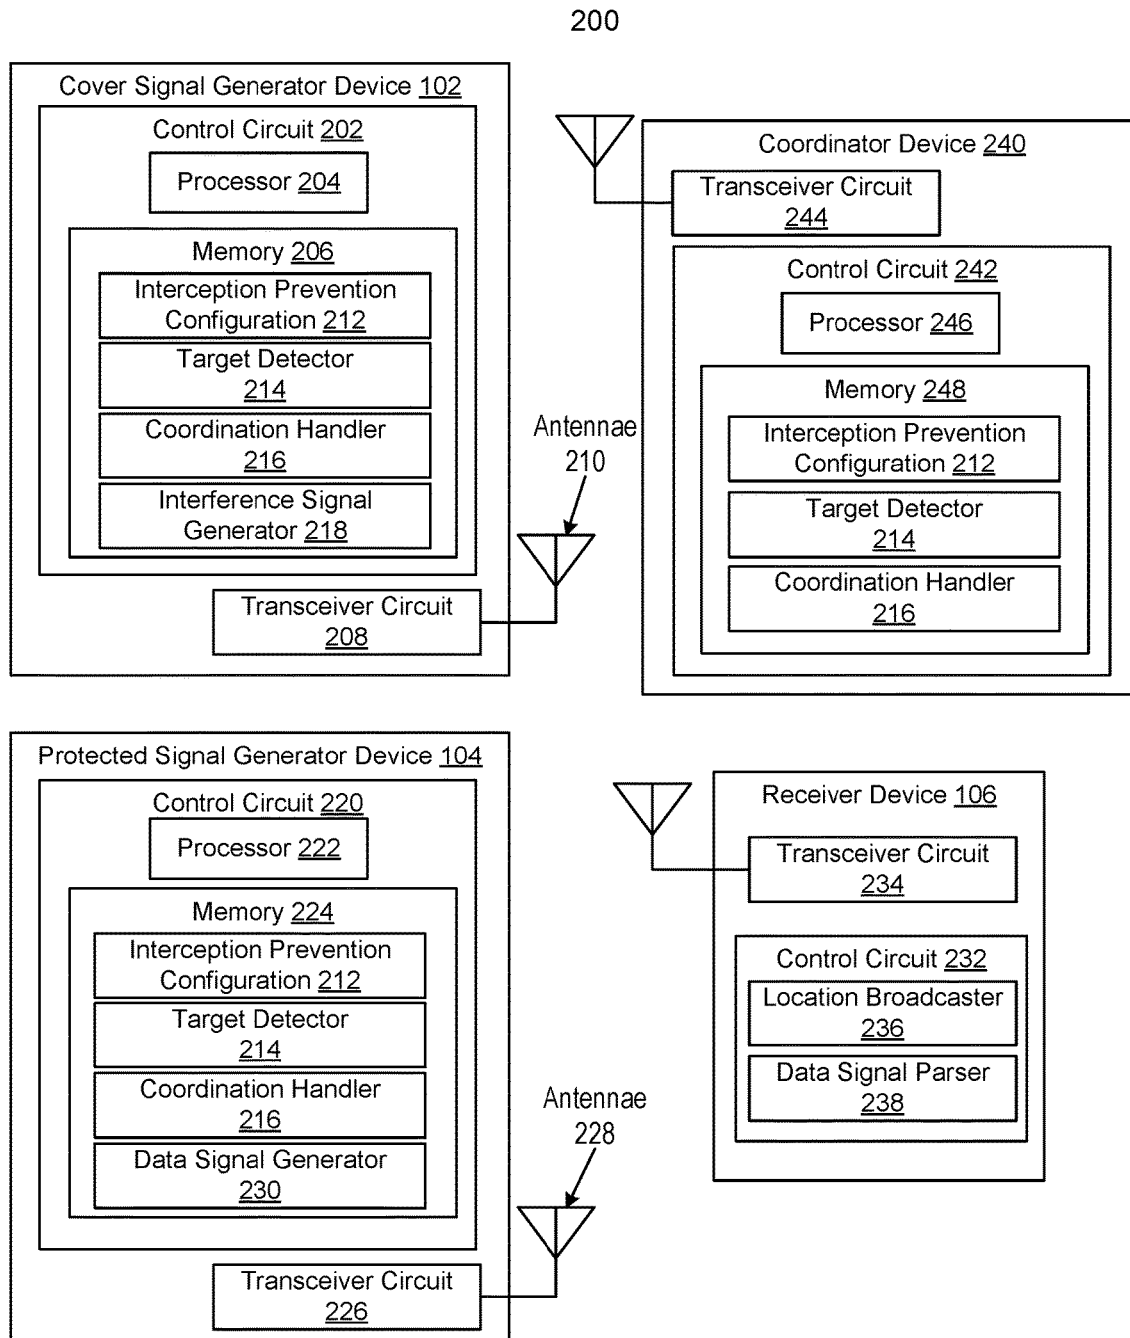 200
Cover Signal Generator Device 102
Control Circuit 202
Processor 204
Memory 206
Interception Prevention
Configuration 212
Target Detector
214
Coordination Handler
216
Interference Signal
Generator 218
Transceiver Circuit
208
Antennae
210
Coordinator Device 240
Transceiver Circuit
244
Control Circuit 242
Processor 246
Memory 248
Interception Prevention
Configuration 212
Target Detector
214
Coordination Handler
216
Protected Signal Generator Device 104
Control Circuit 220
Processor 222
Memory 224
Interception Prevention
Configuration 212
Target Detector
214
Coordination Handler
216
Data Signal Generator
230
Transceiver Circuit
226
Antennae
228
Receiver Device 106
Transceiver Circuit
234
Control Circuit 232
Location Broadcaster
236
Data Signal Parser
238